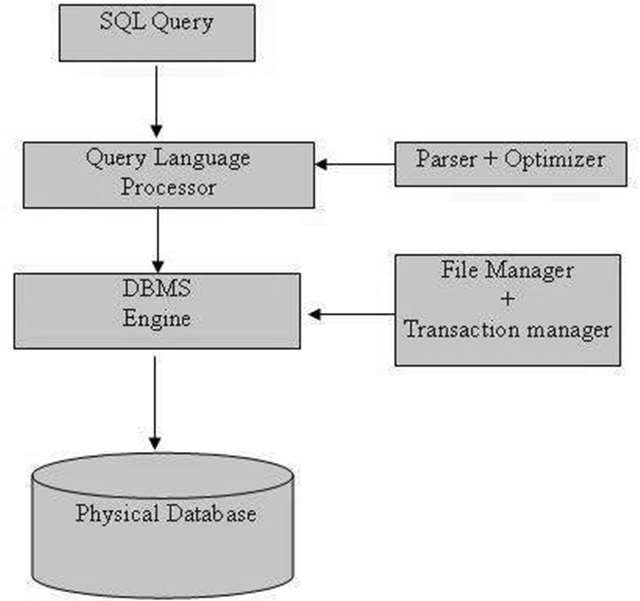 SQL Query
Query Language
Processor
Parser + Optimizer
DBMS
Engine
File Manager
+
Transaction manager
Physical Database